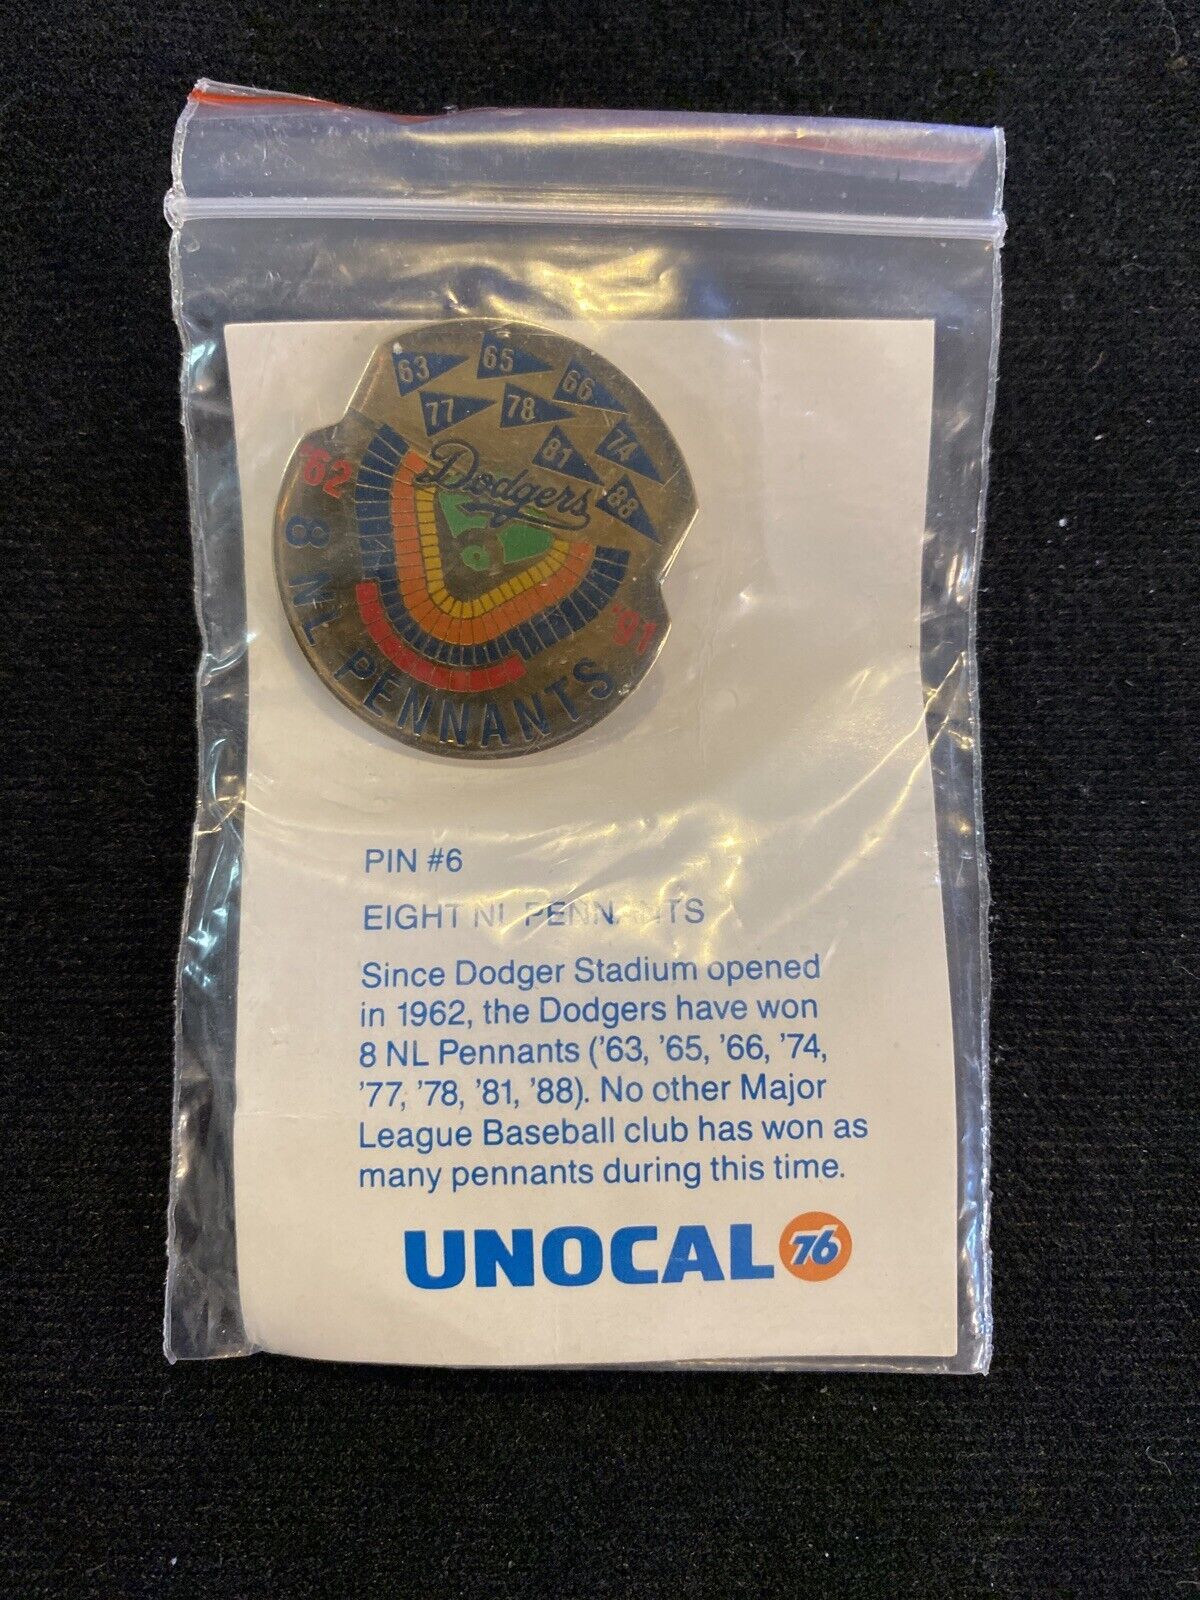 63 65 66
77 78 74
81 88
Dodgers
'62 '91
8 NL PENNANTS
PIN #6
EIGHT NL PENNANTS
Since Dodger Stadium opened
in 1962, the Dodgers have won
8 NL Pennants ('63, '65, '66, '74,
'77, '78, '81, '88). No other Major
League Baseball club has won as
many pennants during this time.
UNOCAL 76